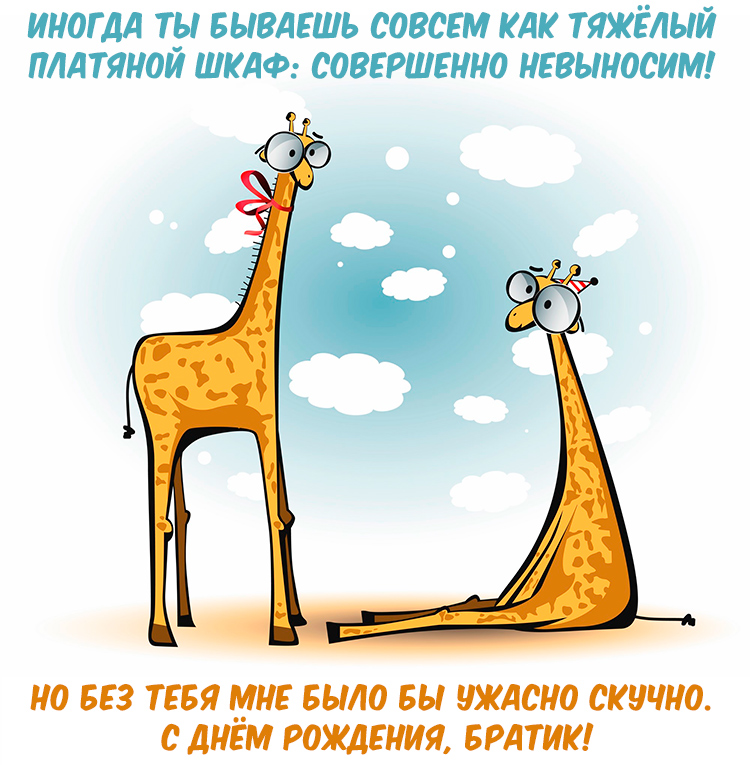 ИНОГДА ТЫ БЫВАЕШЬ СОВСЕМ КАК ТЯЖЁЛЫЙ
ПЛАТЯНОЙ ШКАФ: СОВЕРШЕННО НЕВЫНОСИМ!
НО БЕЗ ТЕБЯ МНЕ БЫЛО БЫ УЖАСНО СКУЧНО.
С ДНЁМ РОЖДЕНИЯ, БРАТИК!